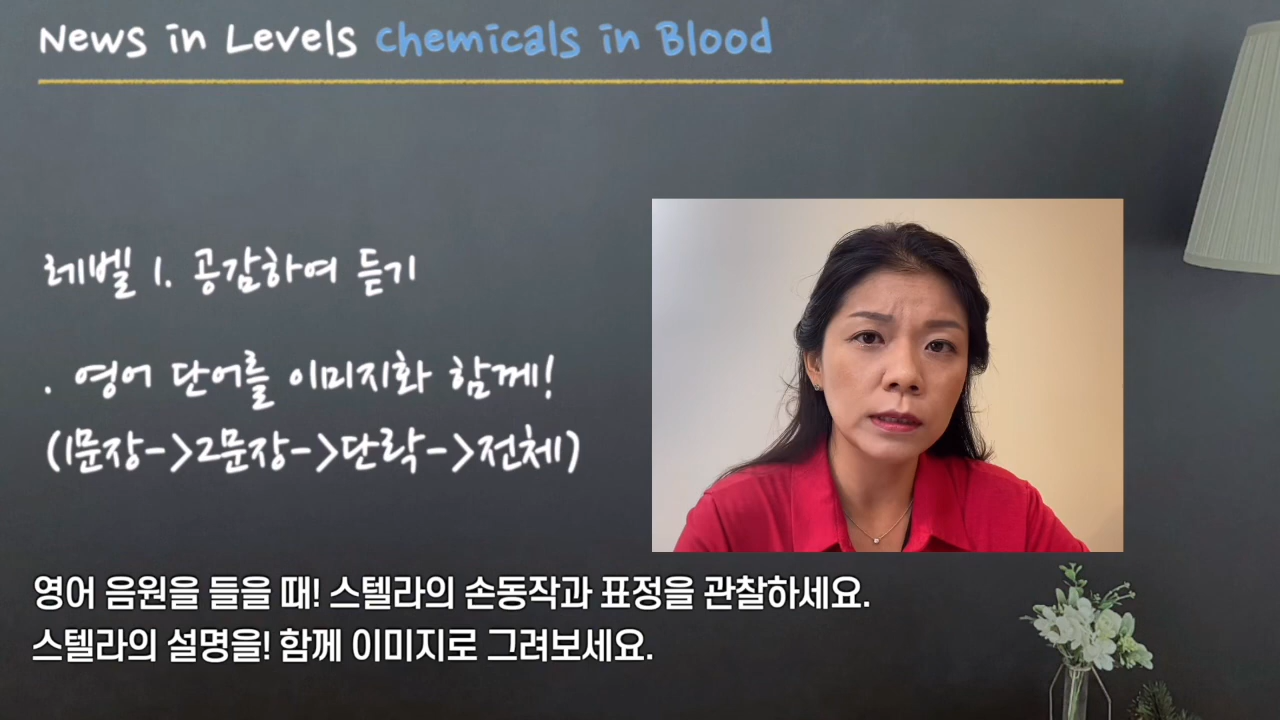 News in Levels Chemicals in Blood
레벨 1. 공감하여 듣기
. 영어 단어를 이미지화 함께!
(1문장->2문장->단락->전체)
영어 음원을 들을 때! 스텔라의 손동작과 표정을 관찰하세요.
스텔라의 설명을! 함께 이미지로 그려보세요.